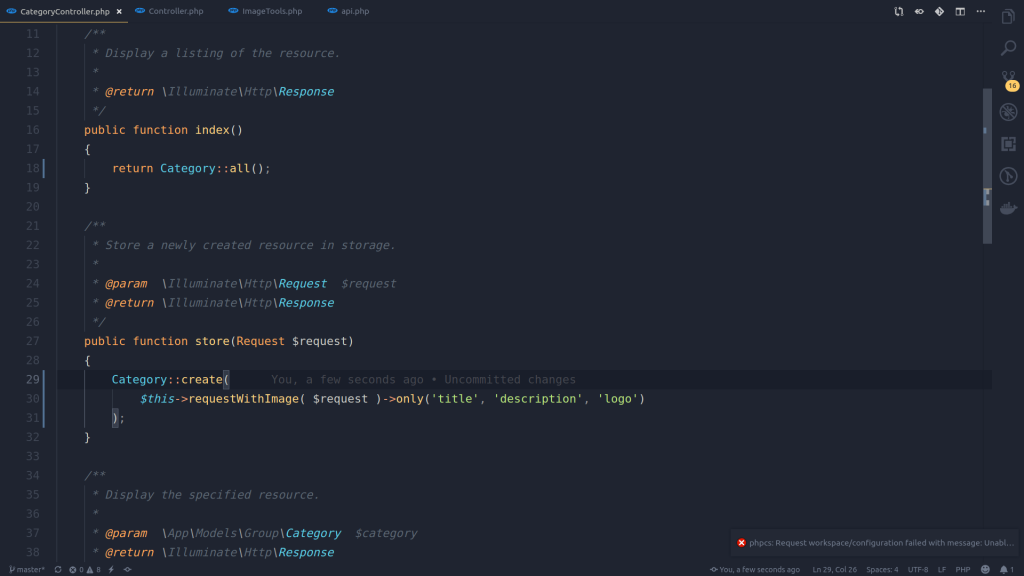 CategoryController.php × Controller.php ImageTools.php api.php
11 /**
12 * Display a listing of the resource.
13 *
14 * @return \Illuminate\Http\Response
15 */
16 public function index()
17 {
18 return Category::all();
19 }
20
21 /**
22 * Store a newly created resource in storage.
23 *
24 * @param \Illuminate\Http\Request $request
25 * @return \Illuminate\Http\Response
26 */
27 public function store(Request $request)
28 {
29 Category::create( You, a few seconds ago • Uncommitted changes
30 $this->requestWithImage( $request )->only('title', 'description', 'logo')
31 );
32 }
33
34 /**
35 * Display the specified resource.
36 *
37 * @param \App\Models\Group\Category $category
38 * @return \Illuminate\Http\Response
16
phpcs: Request workspace/configuration failed with message: Unabl...
master* 0 8 You, a few seconds ago Ln 29, Col 26 Spaces: 4 UTF-8 LF PHP 1